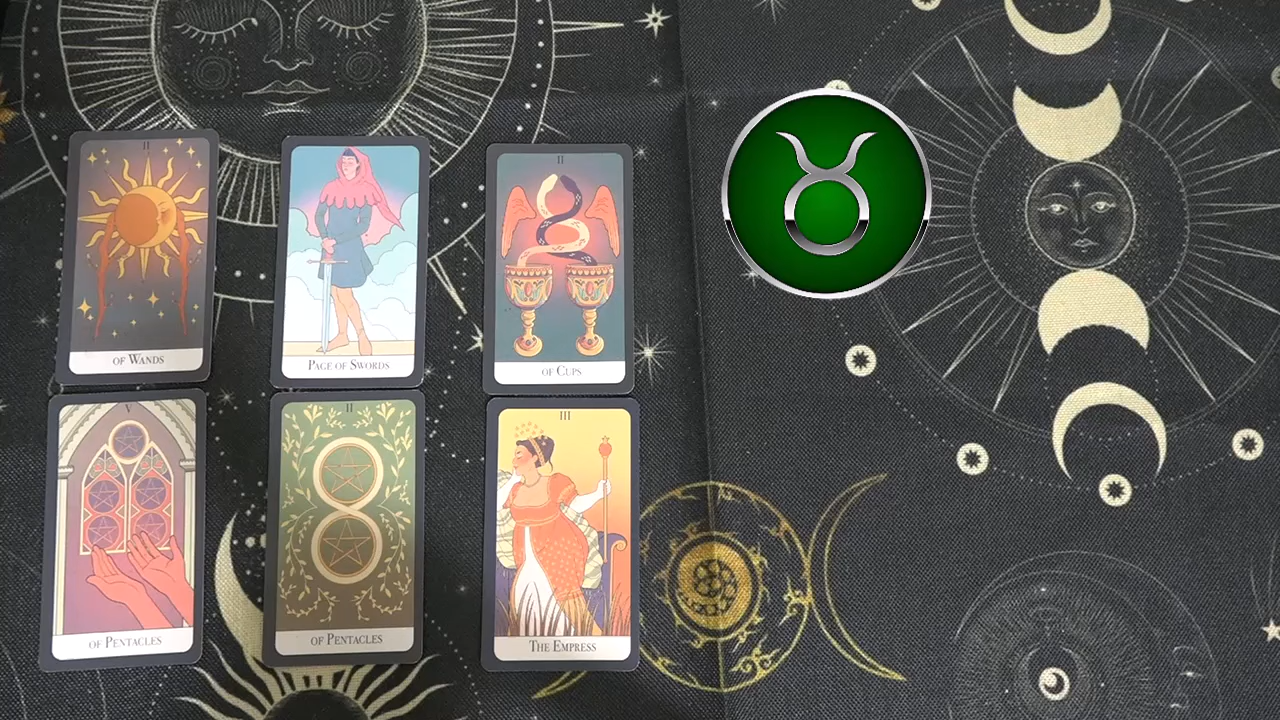 II
OF WANDS
PAGE OF SWORDS
II
OF CUPS
V
OF PENTACLES
II
OF PENTACLES
III
THE EMPRESS